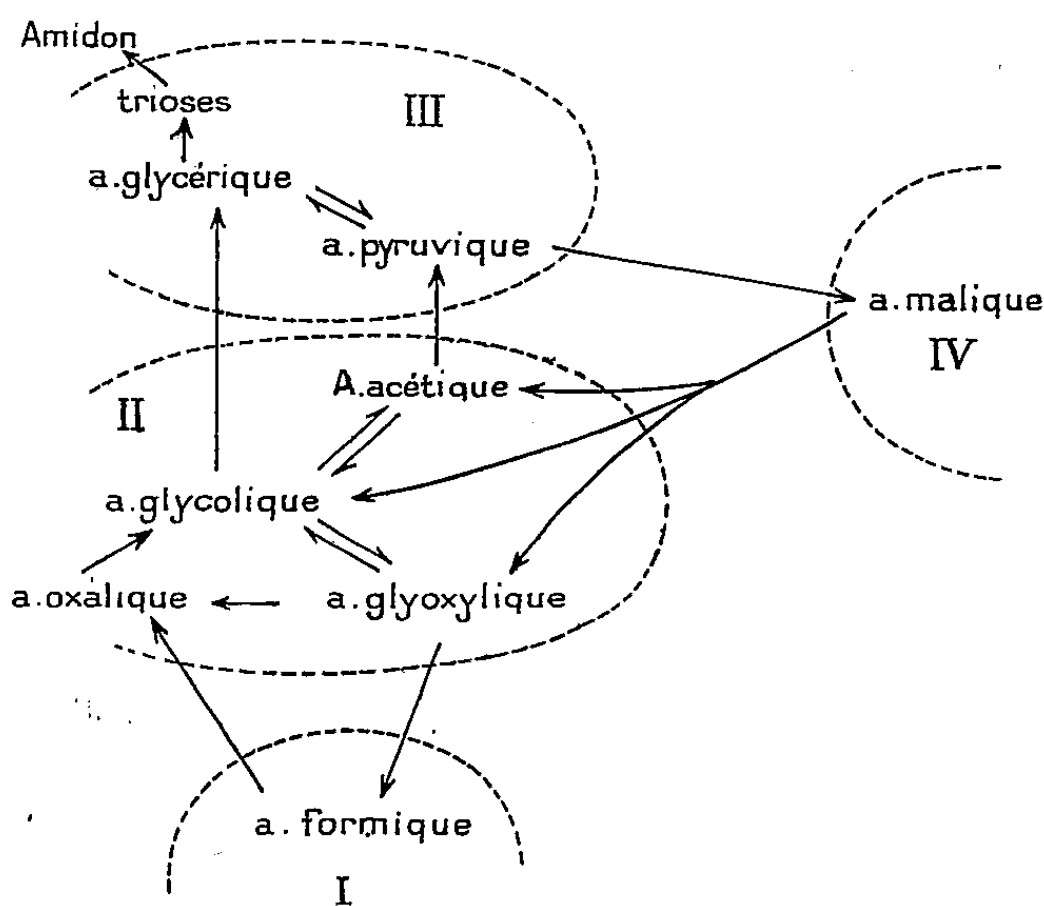 Amidon
trioses
III
a.glycérique
a.pyruvique
a.malique
IV
A.acétique
II
a.glycolique
a.oxalique
a.glyoxylique
a. formique
I